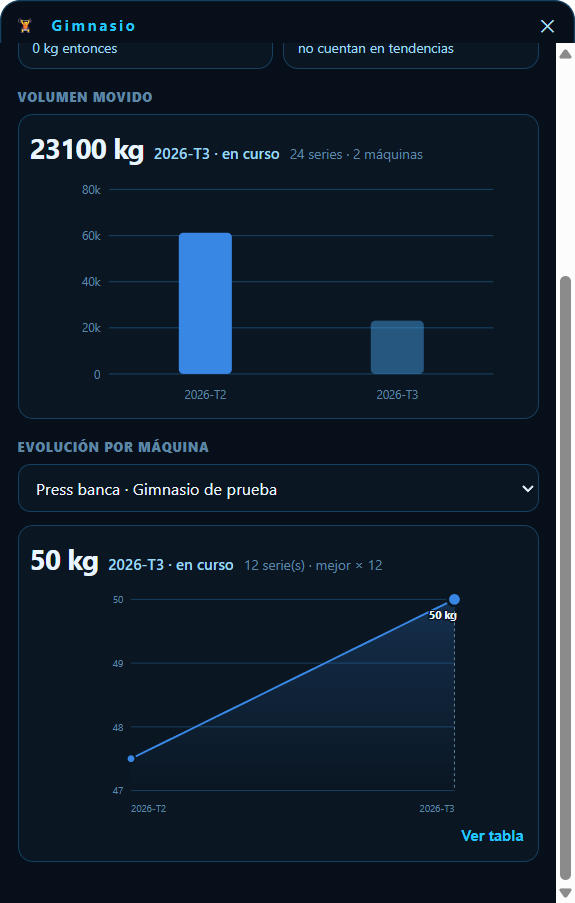 Gimnasio
0 kg entonces
no cuentan en tendencias
VOLUMEN MOVIDO
23100 kg 2026-T3 · en curso 24 series · 2 máquinas
80k
60k
40k
20k
0
2026-T2 2026-T3
EVOLUCIÓN POR MÁQUINA
Press banca · Gimnasio de prueba
50 kg 2026-T3 · en curso 12 serie(s) · mejor × 12
50
50 kg
49
48
47
2026-T2 2026-T3
Ver tabla